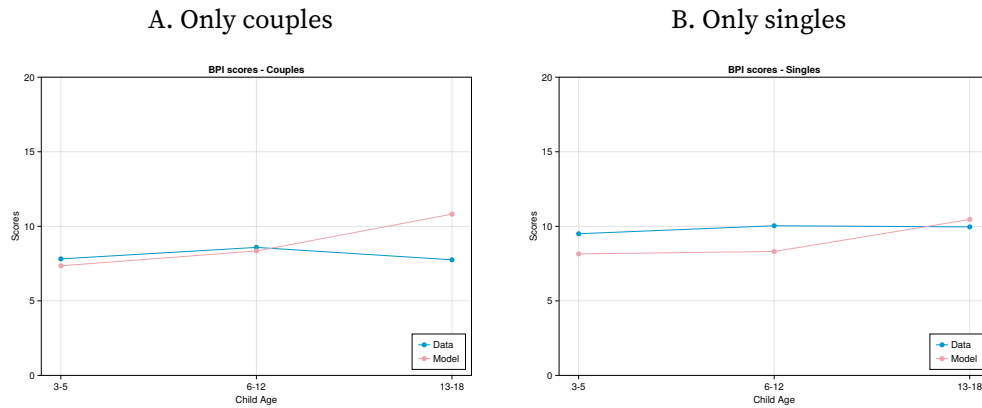 A. Only couples
BPI scores - Couples
20
15
10
5
0
Scores
3-5
6-12
13-18
Child Age
Data
Model
B. Only singles
BPI scores - Singles
20
15
10
5
0
Scores
3-5
6-12
13-18
Child Age
Data
Model